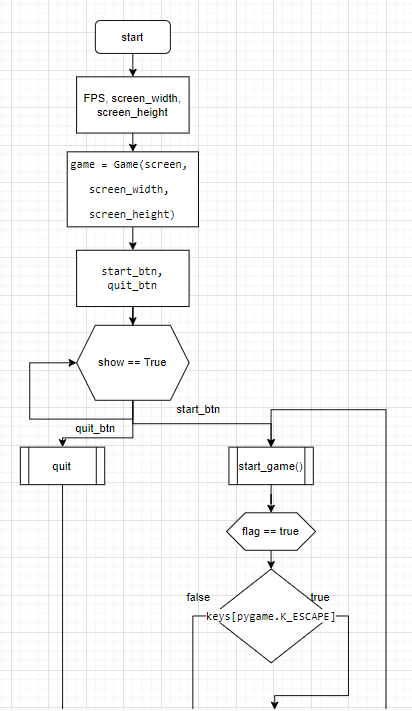 start
FPS, screen_width,
screen_height
game = Game(screen,
screen_width,
screen_height)
start_btn,
quit_btn
show == True
start_btn
quit_btn
quit
start_game()
flag == true
false
true
keys[pygame.K_ESCAPE]